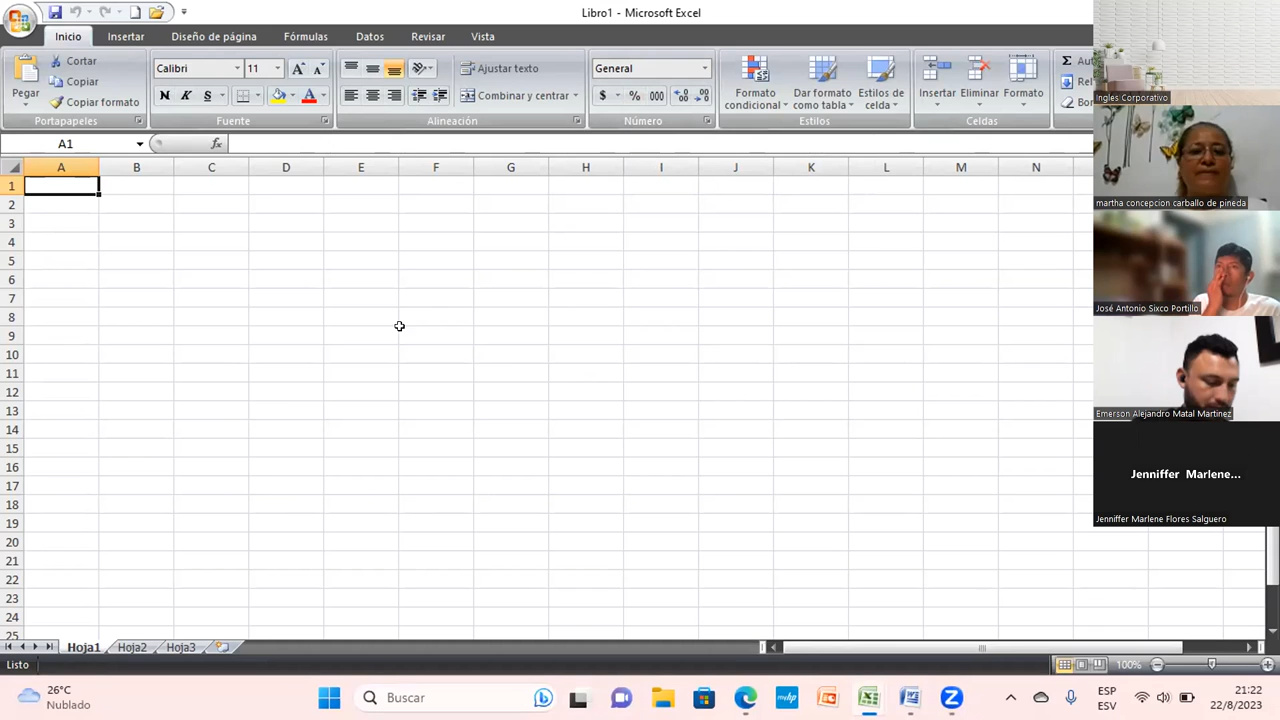 Libro1 - Microsoft Excel
Inicio Insertar Diseño de página Fórmulas Datos Revisar Vista
Pegar
Cortar
Copiar
Copiar formato
Portapapeles
Calibri 11
N K S
Fuente
Ajustar texto
Combinar y centrar
Alineación
General
$ % 000
Número
Formato condicional
Dar formato como tabla
Estilos de celda
Estilos
Insertar Eliminar Formato
Celdas
A1 fx
A B C D E F G H I J K L M N
1
2
3
4
5
6
7
8
9
10
11
12
13
14
15
16
17
18
19
20
21
22
23
24
25
Ingles Corporativo
martha concepcion carballo de pineda
José Antonio Sixco Portillo
Emerson Alejandro Matal Martinez
Jenniffer Marlene...
Jenniffer Marlene Flores Salguero
Hoja1 Hoja2 Hoja3
Listo 100%
26°C
Nublado
Buscar
ESP
ESV
21:22
22/8/2023